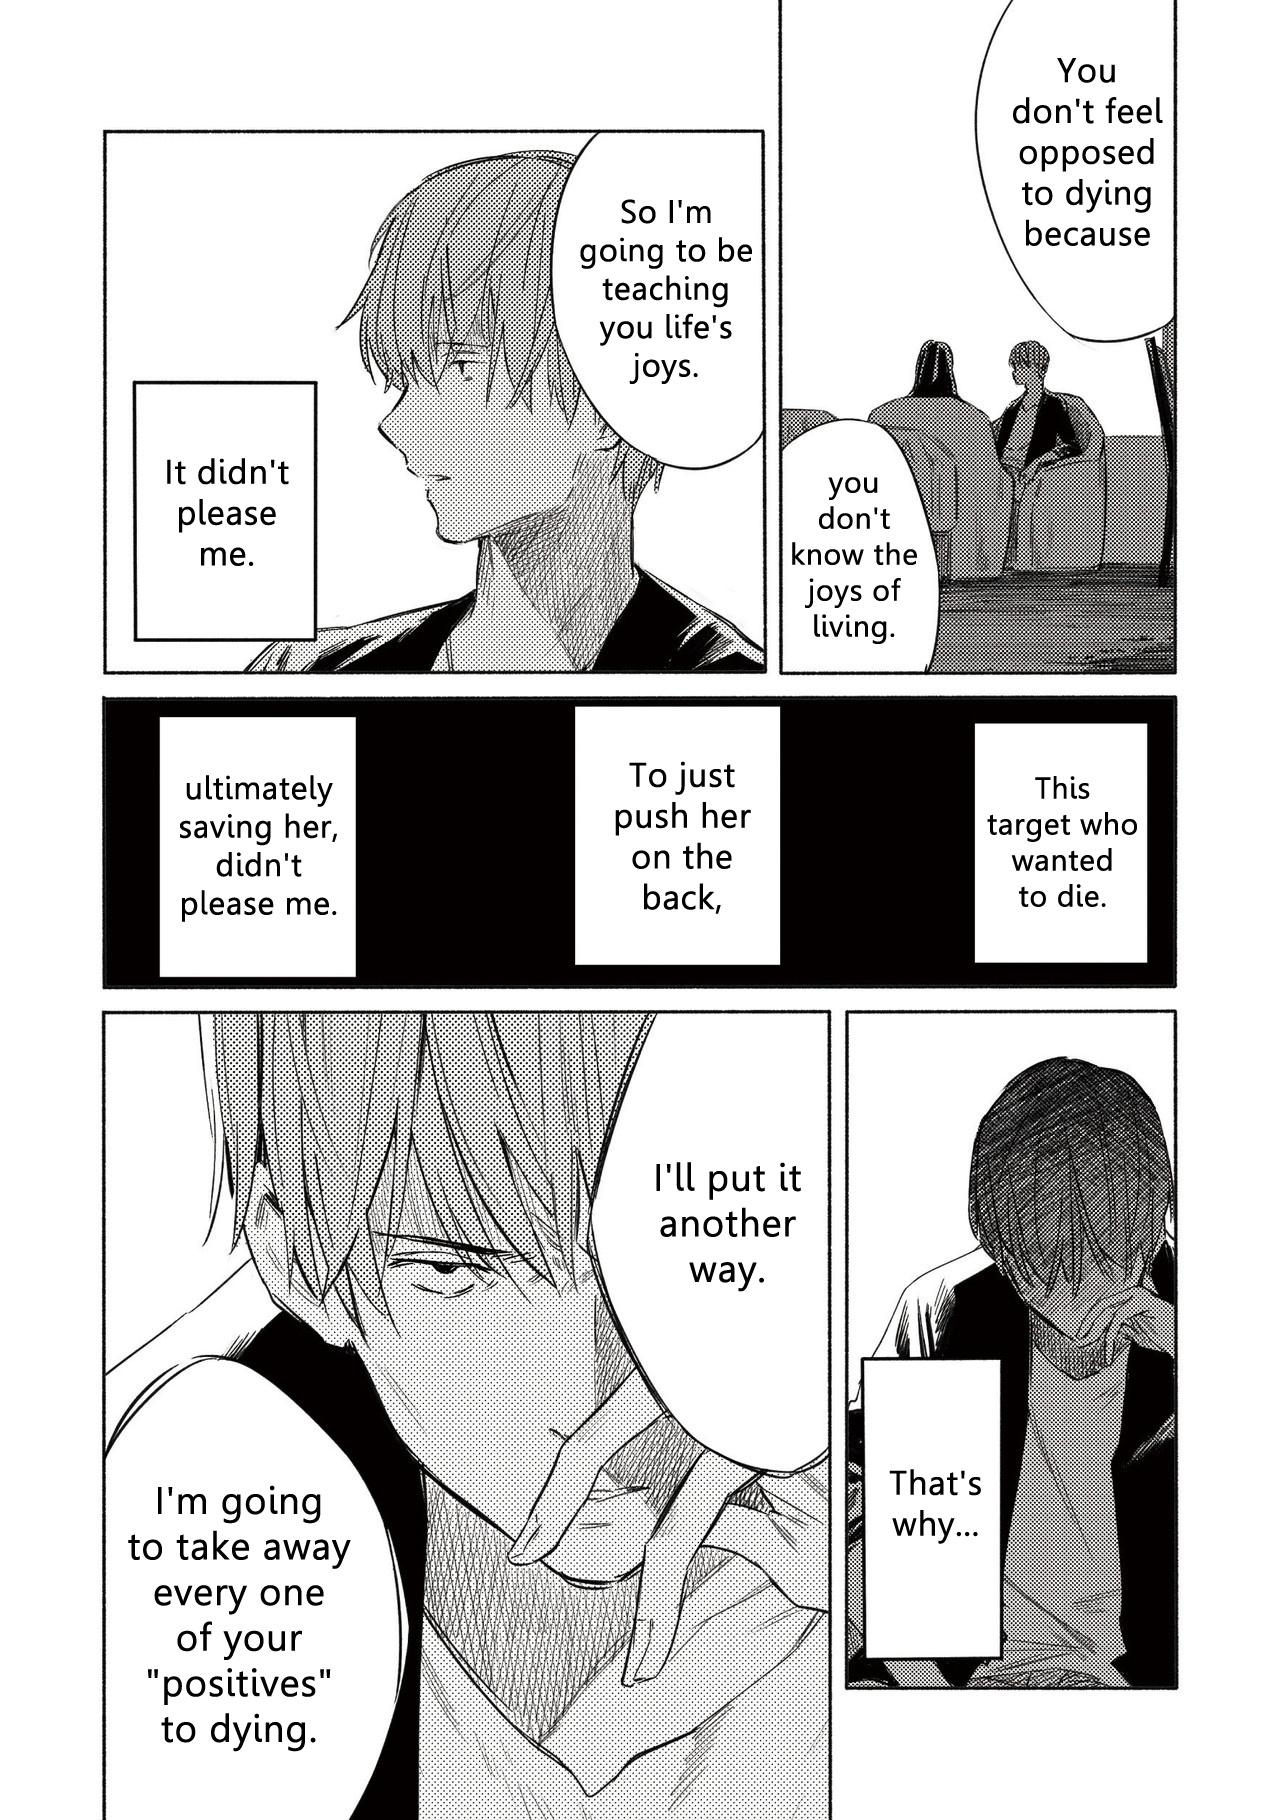 You
don't feel
opposed
to dying
because
you
don't
know the
joys of
living.
So I'm
going to be
teaching
you life's
joys.
It didn't
please
me.
This
target who
wanted
to die.
To just
push her
on the
back,
ultimately
saving her,
didn't
please me.
That's
why...
I'll put it
another
way.
I'm going
to take away
every one
of your
"positives"
to dying.